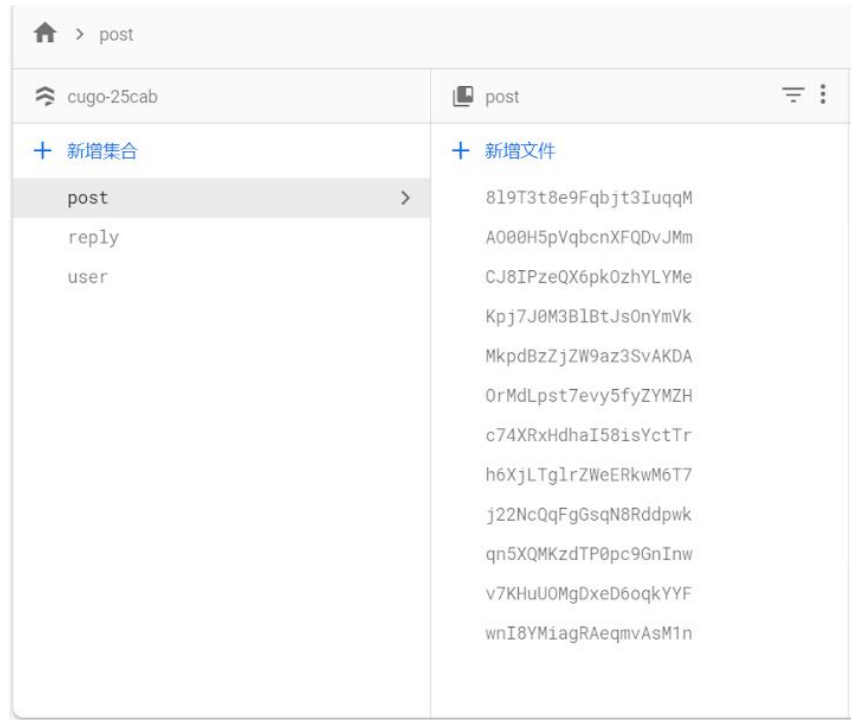 post
cugo-25cab
新增集合
post
reply
user
post
新增文件
8l9T3t8e9Fqbjt3IuqqM
AO00H5pVqbcnXFQDvJMm
CJ8IPzeQX6pkOzhYLYMe
Kpj7J0M3BlBtJsOnYmVk
MkpdBzZjZW9az3SvAKDA
OrMdLpst7evy5fyZYMZH
c74XRxHdhaI58isYctTr
h6XjLTglrZWeERkwM6T7
j22NcQqFgGsqN8Rddpwk
qn5XQMKzdTP0pc9GnInw
v7KHuUOMgDxeD6oqkYYF
wnI8YMiagRAeqmvAsM1n